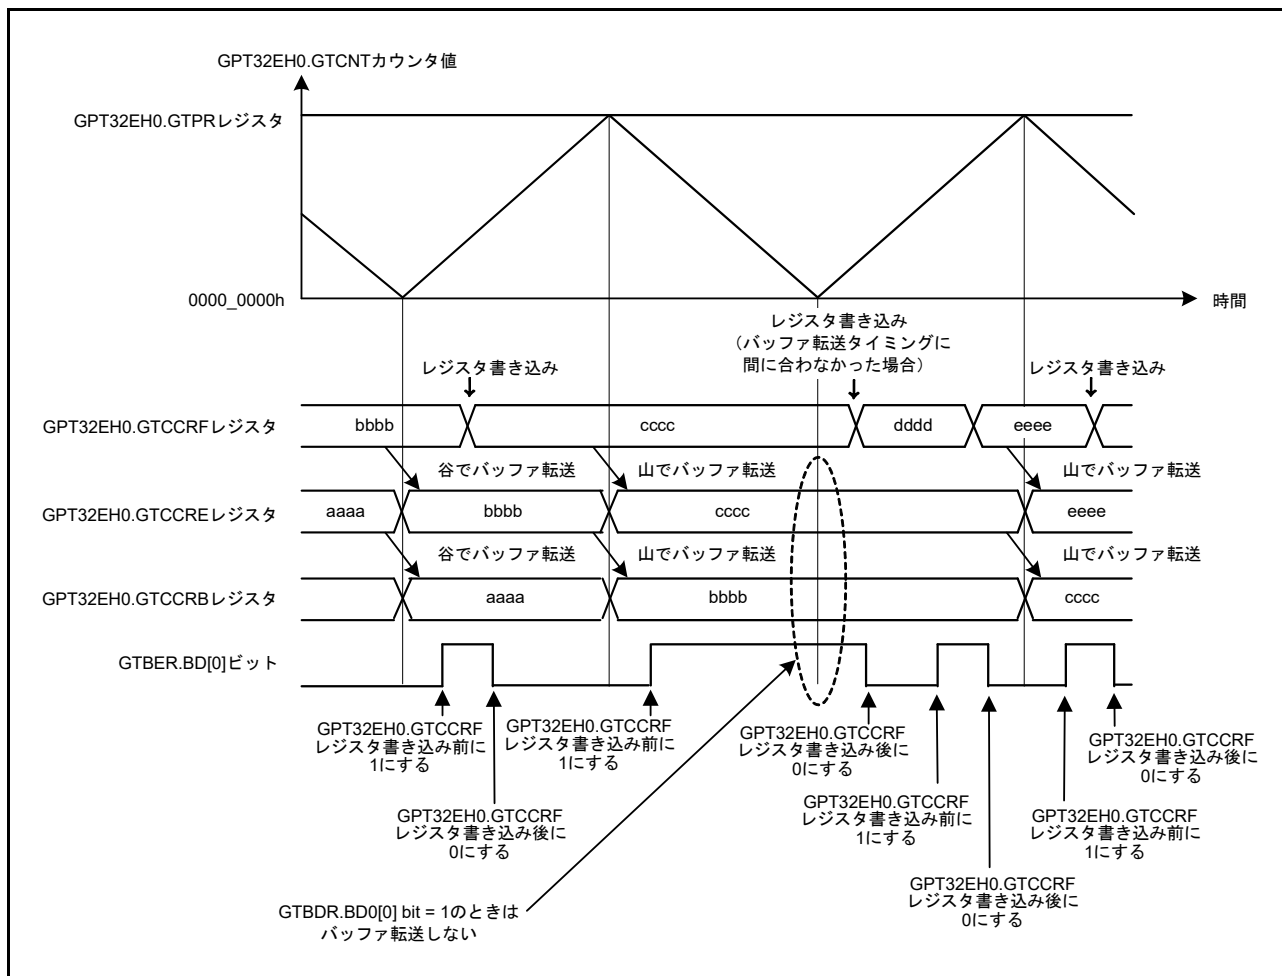 GPT32EH0.GTCNTカウンタ値
GPT32EH0.GTPRレジスタ
0000_0000h
時間
レジスタ書き込み
（バッファ転送タイミングに
間に合わなかった場合）
レジスタ書き込み
レジスタ書き込み
GPT32EH0.GTCCRFレジスタ
bbbb
cccc
dddd
eeee
谷でバッファ転送
山でバッファ転送
山でバッファ転送
GPT32EH0.GTCCREレジスタ
aaaa
bbbb
cccc
eeee
谷でバッファ転送
山でバッファ転送
山でバッファ転送
GPT32EH0.GTCCRBレジスタ
aaaa
bbbb
cccc
GTBER.BD[0]ビット
GPT32EH0.GTCCRF
レジスタ書き込み前に
1にする
GPT32EH0.GTCCRF
レジスタ書き込み前に
1にする
GPT32EH0.GTCCRF
レジスタ書き込み後に
0にする
GPT32EH0.GTCCRF
レジスタ書き込み後に
0にする
GPT32EH0.GTCCRF
レジスタ書き込み後に
0にする
GPT32EH0.GTCCRF
レジスタ書き込み前に
1にする
GPT32EH0.GTCCRF
レジスタ書き込み前に
1にする
GPT32EH0.GTCCRF
レジスタ書き込み後に
0にする
GTBDR.BD0[0] bit = 1のときは
バッファ転送しない